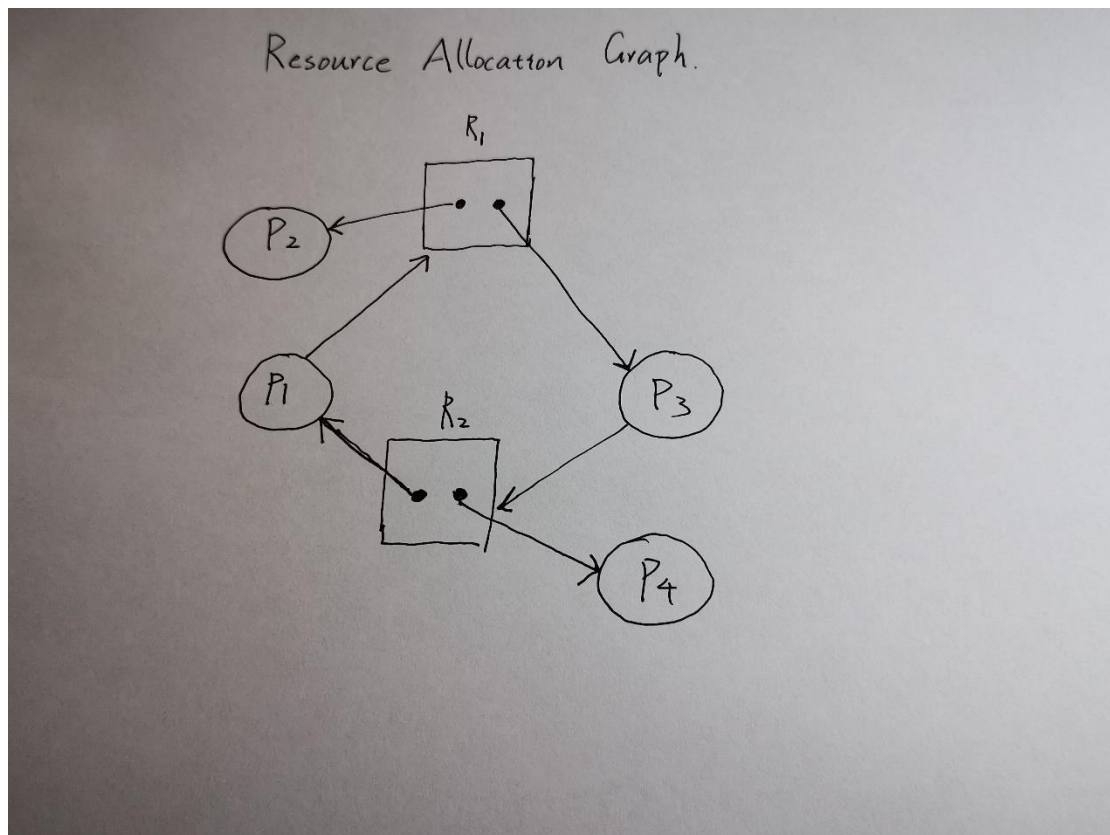 Resource Allocation Graph.
R₁
P₂
P1
P₃
R₂
P₄